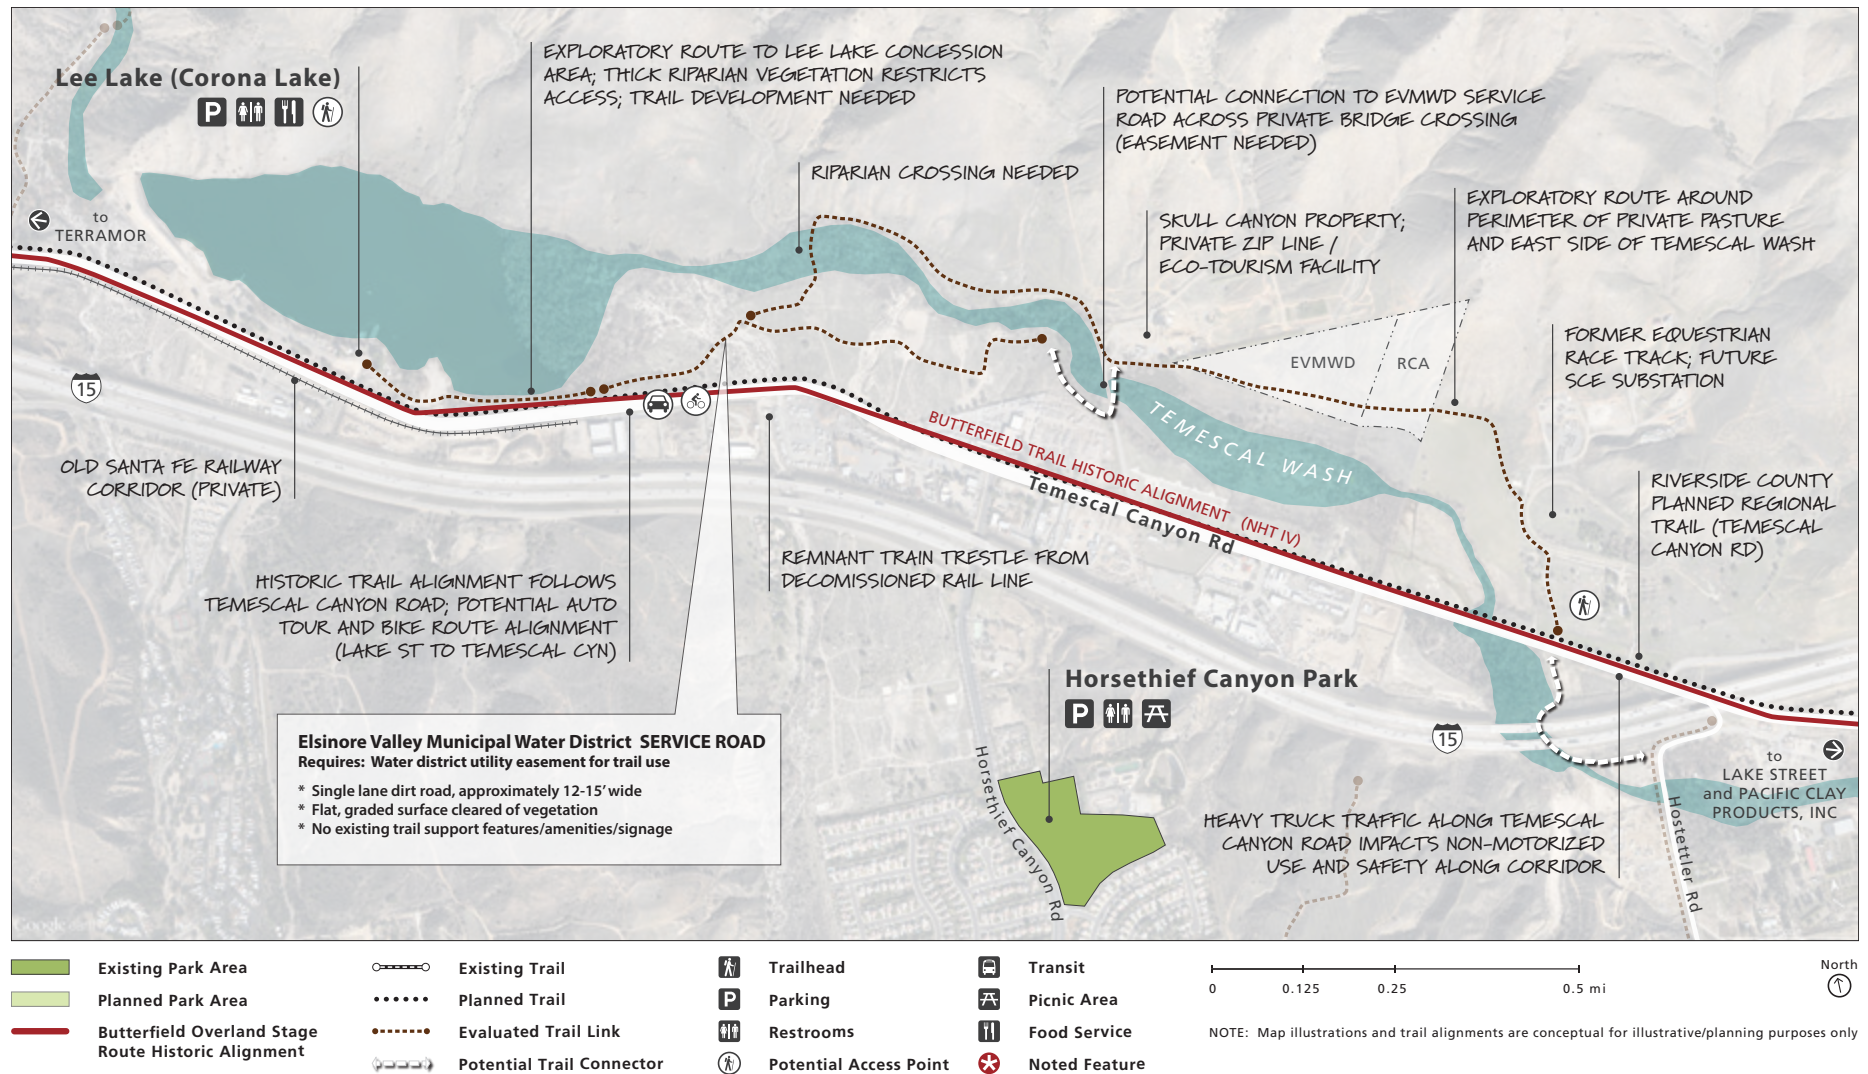 Lee Lake (Corona Lake)
P
EXPLORATORY ROUTE TO LEE LAKE CONCESSION
AREA; THICK RIPARIAN VEGETATION RESTRICTS
ACCESS; TRAIL DEVELOPMENT NEEDED
POTENTIAL CONNECTION TO EVMWD SERVICE
ROAD ACROSS PRIVATE BRIDGE CROSSING
(EASEMENT NEEDED)
RIPARIAN CROSSING NEEDED
EXPLORATORY ROUTE AROUND
PERIMETER OF PRIVATE PASTURE
AND EAST SIDE OF TEMESCAL WASH
SKULL CANYON PROPERTY;
PRIVATE ZIP LINE /
ECO-TOURISM FACILITY
to
TERRAMOR
FORMER EQUESTRIAN
RACE TRACK; FUTURE
SCE SUBSTATION
EVMWD
RCA
15
TEMESCAL WASH
BUTTERFIELD TRAIL HISTORIC ALIGNMENT (NHT IV)
Temescal Canyon Rd
OLD SANTA FE RAILWAY
CORRIDOR (PRIVATE)
RIVERSIDE COUNTY
PLANNED REGIONAL
TRAIL (TEMESCAL
CANYON RD)
REMNANT TRAIN TRESTLE FROM
DECOMISSIONED RAIL LINE
HISTORIC TRAIL ALIGNMENT FOLLOWS
TEMESCAL CANYON ROAD; POTENTIAL AUTO
TOUR AND BIKE ROUTE ALIGNMENT
(LAKE ST TO TEMESCAL CYN)
Horsethief Canyon Park
P
15
Elsinore Valley Municipal Water District SERVICE ROAD
Requires: Water district utility easement for trail use
* Single lane dirt road, approximately 12-15' wide
* Flat, graded surface cleared of vegetation
* No existing trail support features/amenities/signage
Horsethief Canyon Rd
to
LAKE STREET
and PACIFIC CLAY
PRODUCTS, INC
HEAVY TRUCK TRAFFIC ALONG TEMESCAL
CANYON ROAD IMPACTS NON-MOTORIZED
USE AND SAFETY ALONG CORRIDOR
Hostettler Rd
Google
Existing Park Area
Planned Park Area
Butterfield Overland Stage
Route Historic Alignment
Existing Trail
Planned Trail
Evaluated Trail Link
Potential Trail Connector
Trailhead
P Parking
Restrooms
Potential Access Point
Transit
Picnic Area
Food Service
Noted Feature
0 0.125 0.25 0.5 mi
North
NOTE: Map illustrations and trail alignments are conceptual for illustrative/planning purposes only